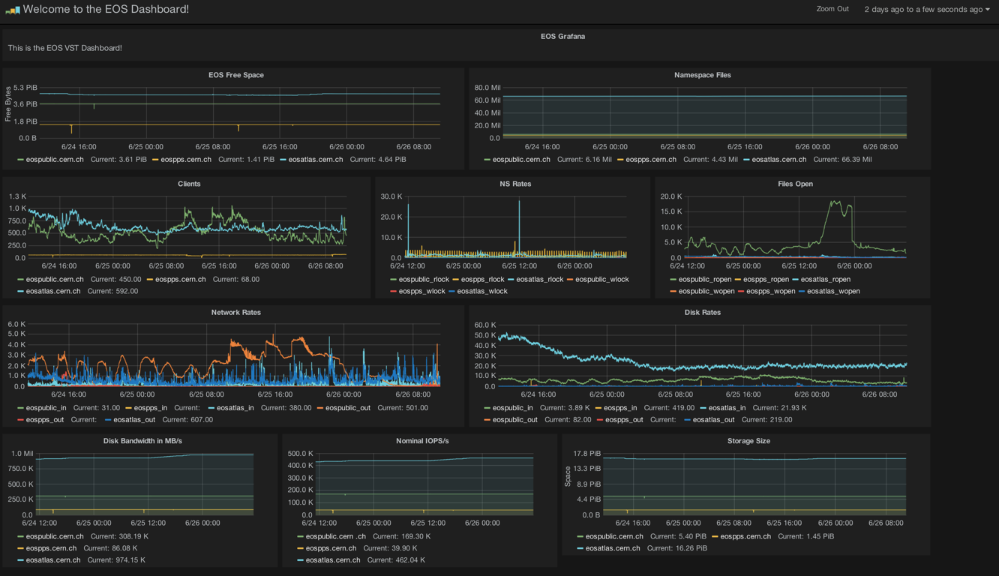 Welcome to the EOS Dashboard!
Zoom Out 2 days ago to a few seconds ago
EOS Grafana
This is the EOS VST Dashboard!
EOS Free Space
Free Bytes
5.3 PiB
3.6 PiB
1.8 PiB
0.0 B
6/24 16:00 6/25 00:00 6/25 08:00 6/25 16:00 6/26 00:00 6/26 08:00
eospublic.cern.ch Current: 3.61 PiB eospps.cern.ch Current: 1.41 PiB eosatlas.cern.ch Current: 4.64 PiB
Namespace Files
80.0 Mil
60.0 Mil
40.0 Mil
20.0 Mil
0.0
6/24 16:00 6/25 00:00 6/25 08:00 6/25 16:00 6/26 00:00 6/26 08:00
eospublic.cern.ch Current: 6.16 Mil eospps.cern.ch Current: 4.43 Mil eosatlas.cern.ch Current: 66.39 Mil
Clients
1.3 K
1.0 K
750.0
500.0
250.0
0.0
6/24 16:00 6/25 00:00 6/25 08:00 6/25 16:00 6/26 00:00 6/26 08:00
eospublic.cern.ch Current: 450.00 eospps.cern.ch Current: 68.00
eosatlas.cern.ch Current: 592.00
NS Rates
30.0 K
20.0 K
10.0 K
0.0
6/24 12:00 6/25 00:00 6/25 12:00 6/26 00:00
eospublic_rlock eospps_rlock eosatlas_rlock eospublic_wlock
eospps_wlock eosatlas_wlock
Files Open
20.0 K
15.0 K
10.0 K
5.0 K
0.0
6/24 12:00 6/25 00:00 6/25 12:00 6/26 00:00
eospublic_ropen eospps_ropen eosatlas_ropen
eospublic_wopen eospps_wopen eosatlas_wopen
Network Rates
6.0 K
5.0 K
4.0 K
3.0 K
2.0 K
1.0 K
0.0
6/24 16:00 6/25 00:00 6/25 08:00 6/25 16:00 6/26 00:00 6/26 08:00
eospublic_in Current: 31.00 eospps_in Current: eosatlas_in Current: 380.00 eospublic_out Current: 501.00
eospps_out Current: eosatlas_out Current: 607.00
Disk Rates
60.0 K
50.0 K
40.0 K
30.0 K
20.0 K
10.0 K
0.0
6/24 16:00 6/25 00:00 6/25 08:00 6/25 16:00 6/26 00:00 6/26 08:00
eospublic_in Current: 3.89 K eospps_in Current: 419.00 eosatlas_in Current: 21.93 K
eospublic_out Current: 82.00 eospps_out Current: eosatlas_out Current: 219.00
Disk Bandwidth in MB/s
1.0 Mil
750.0 K
500.0 K
250.0 K
0.0
6/24 12:00 6/25 00:00 6/25 12:00 6/26 00:00
eospublic.cern.ch Current: 308.19 K
eospps.cern.ch Current: 86.08 K
eosatlas.cern.ch Current: 974.15 K
Nominal IOPS/s
500.0 K
400.0 K
300.0 K
200.0 K
100.0 K
0.0
6/24 12:00 6/25 00:00 6/25 12:00 6/26 00:00
eospublic.cern .ch Current: 169.30 K
eospps.cern.ch Current: 39.90 K
eosatlas.cern.ch Current: 462.04 K
Storage Size
Space
17.8 PiB
13.3 PiB
8.9 PiB
4.4 PiB
0.0 B
6/24 16:00 6/25 00:00 6/25 08:00 6/25 16:00 6/26 00:00 6/26 08:00
eospublic.cern.ch Current: 5.40 PiB eospps.cern.ch Current: 1.45 PiB
eosatlas.cern.ch Current: 16.26 PiB